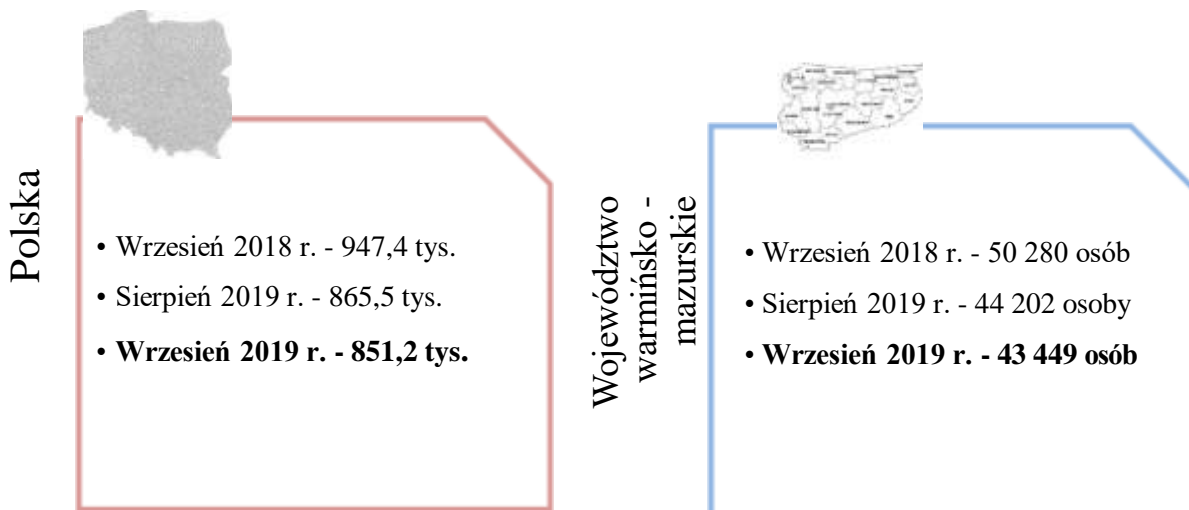 Polska
• Wrzesień 2018 r. - 947,4 tys.
• Sierpień 2019 r. - 865,5 tys.
• Wrzesień 2019 r. - 851,2 tys.
Województwo
warmińsko -
mazurskie
• Wrzesień 2018 r. - 50 280 osób
• Sierpień 2019 r. - 44 202 osoby
• Wrzesień 2019 r. - 43 449 osób